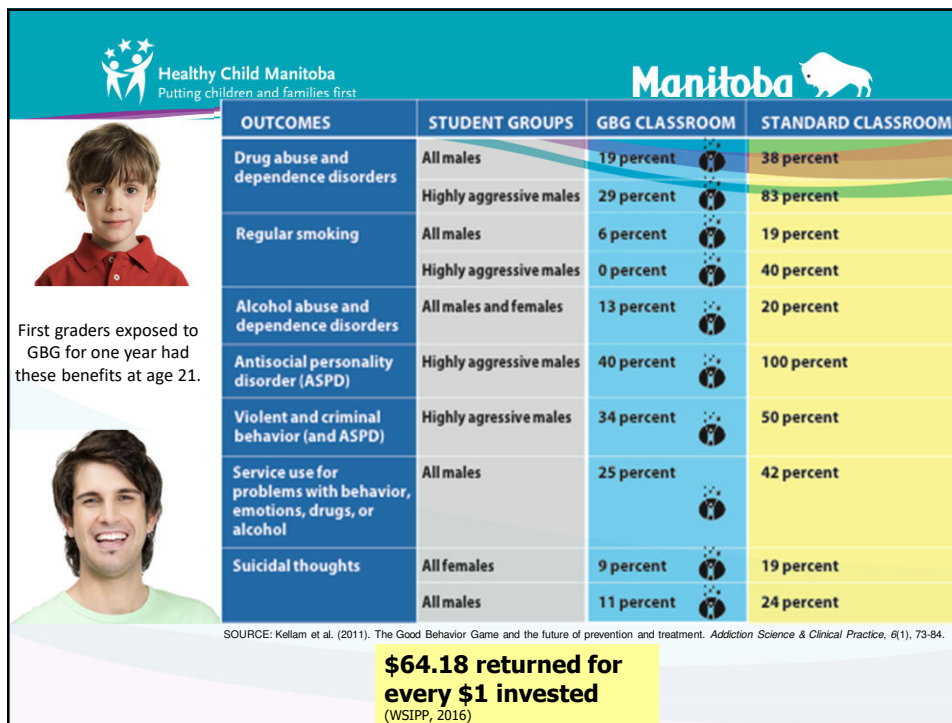 Healthy Child Manitoba
Putting children and families first
Manitoba
OUTCOMES STUDENT GROUPS GBG CLASSROOM STANDARD CLASSROOM
Drug abuse and
dependence disorders
All males 19 percent 38 percent
Highly aggressive males 29 percent 83 percent
Regular smoking All males 6 percent 19 percent
Highly aggressive males 0 percent 40 percent
Alcohol abuse and
dependence disorders
All males and females 13 percent 20 percent
Antisocial personality
disorder (ASPD)
Highly aggressive males 40 percent 100 percent
Violent and criminal
behavior (and ASPD)
Highly agressive males 34 percent 50 percent
Service use for
problems with behavior,
emotions, drugs, or
alcohol
All males 25 percent 42 percent
Suicidal thoughts All females 9 percent 19 percent
All males 11 percent 24 percent
First graders exposed to
GBG for one year had
these benefits at age 21.
SOURCE: Kellam et al. (2011). The Good Behavior Game and the future of prevention and treatment. Addiction Science & Clinical Practice, 6(1), 73-84.
$64.18 returned for
every $1 invested
(WSIPP, 2016)